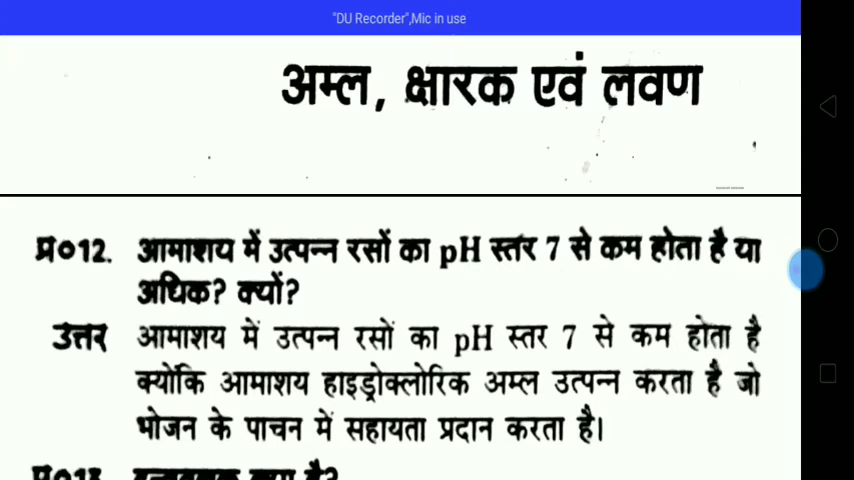 "DU Recorder",Mic in use
अम्ल, क्षारक एवं लवण
प्र०12. आमाशय में उत्पन्न रसों का pH स्तर 7 से कम होता है या
अधिक? क्यों?
उत्तर आमाशय में उत्पन्न रसों का pH स्तर 7 से कम होता है
क्योंकि आमाशय हाइड्रोक्लोरिक अम्ल उत्पन्न करता है जो
भोजन के पाचन में सहायता प्रदान करता है।